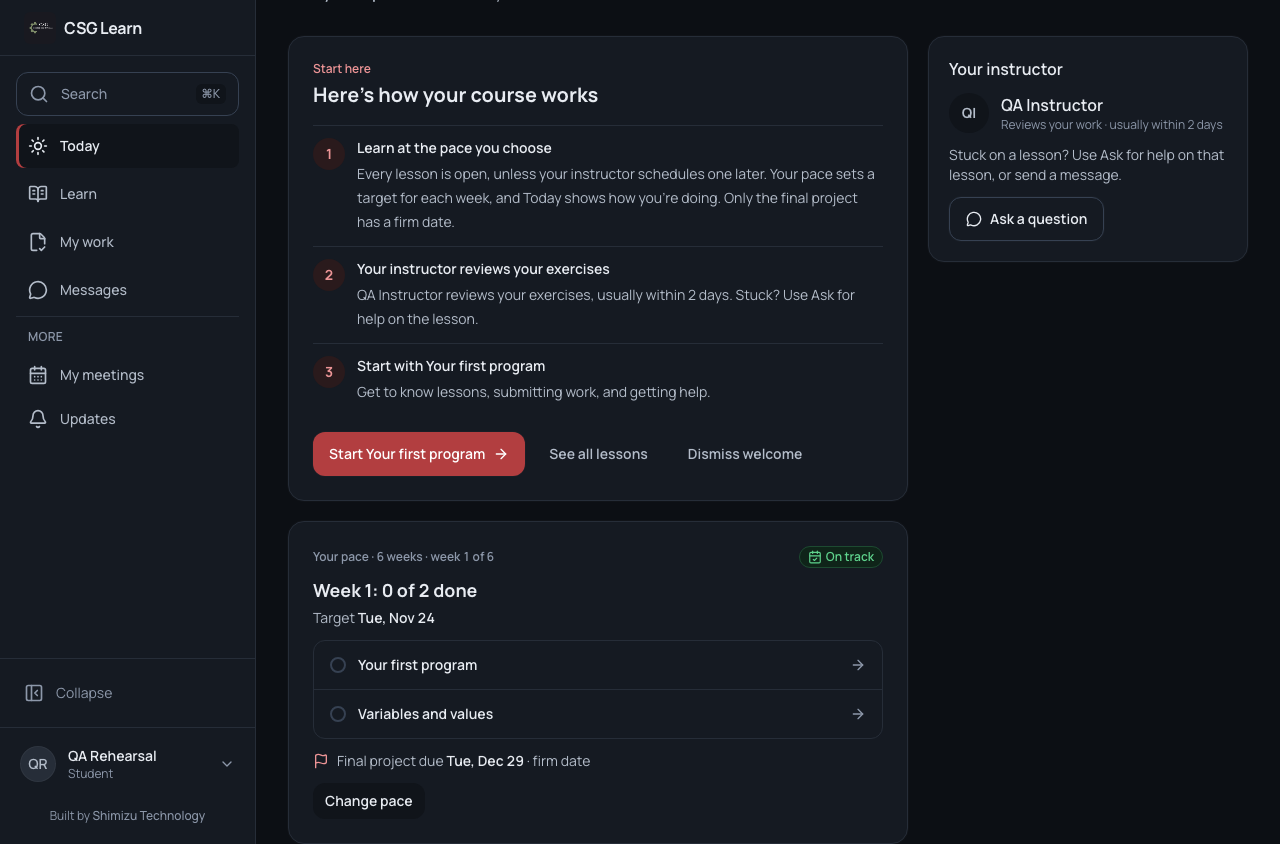 CSG Learn
Search ⌘K
Today
Learn
My work
Messages
MORE
My meetings
Updates
Collapse
QR
QA Rehearsal
Student
Built by Shimizu Technology
Start here
Here's how your course works
1
Learn at the pace you choose
Every lesson is open, unless your instructor schedules one later. Your pace sets a
target for each week, and Today shows how you're doing. Only the final project
has a firm date.
2
Your instructor reviews your exercises
QA Instructor reviews your exercises, usually within 2 days. Stuck? Use Ask for
help on the lesson.
3
Start with Your first program
Get to know lessons, submitting work, and getting help.
Start Your first program → See all lessons Dismiss welcome
Your pace · 6 weeks · week 1 of 6 On track
Week 1: 0 of 2 done
Target Tue, Nov 24
Your first program →
Variables and values →
Final project due Tue, Dec 29 · firm date
Change pace
Your instructor
QI
QA Instructor
Reviews your work · usually within 2 days
Stuck on a lesson? Use Ask for help on that
lesson, or send a message.
Ask a question